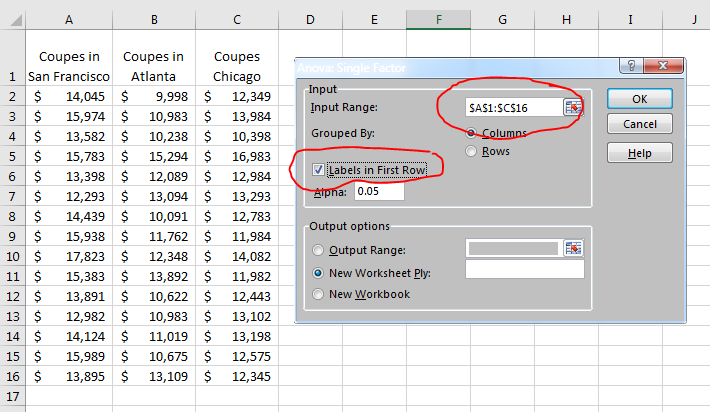 A B C D E F G H I J
Coupes in Coupes in Coupes
1 San Francisco Atlanta Chicago
2 $ 14,045 $ 9,998 $ 12,349
3 $ 15,974 $ 10,983 $ 13,984
4 $ 13,582 $ 10,238 $ 10,398
5 $ 15,783 $ 15,294 $ 16,983
6 $ 13,398 $ 12,089 $ 12,984
7 $ 12,293 $ 13,094 $ 13,293
8 $ 14,439 $ 10,091 $ 12,783
9 $ 15,938 $ 11,762 $ 11,984
10 $ 17,823 $ 12,348 $ 14,082
11 $ 15,383 $ 13,892 $ 11,982
12 $ 13,891 $ 10,622 $ 12,443
13 $ 12,982 $ 10,983 $ 13,102
14 $ 14,124 $ 11,019 $ 13,198
15 $ 15,989 $ 10,675 $ 12,575
16 $ 13,895 $ 13,109 $ 12,345
17
Anova: Single Factor
?
Input
Input Range: $A$1:$C$16
Grouped By: Columns
Rows
Labels in First Row
Alpha: 0.05
Output options
Output Range:
New Worksheet Ply:
New Workbook
OK
Cancel
Help